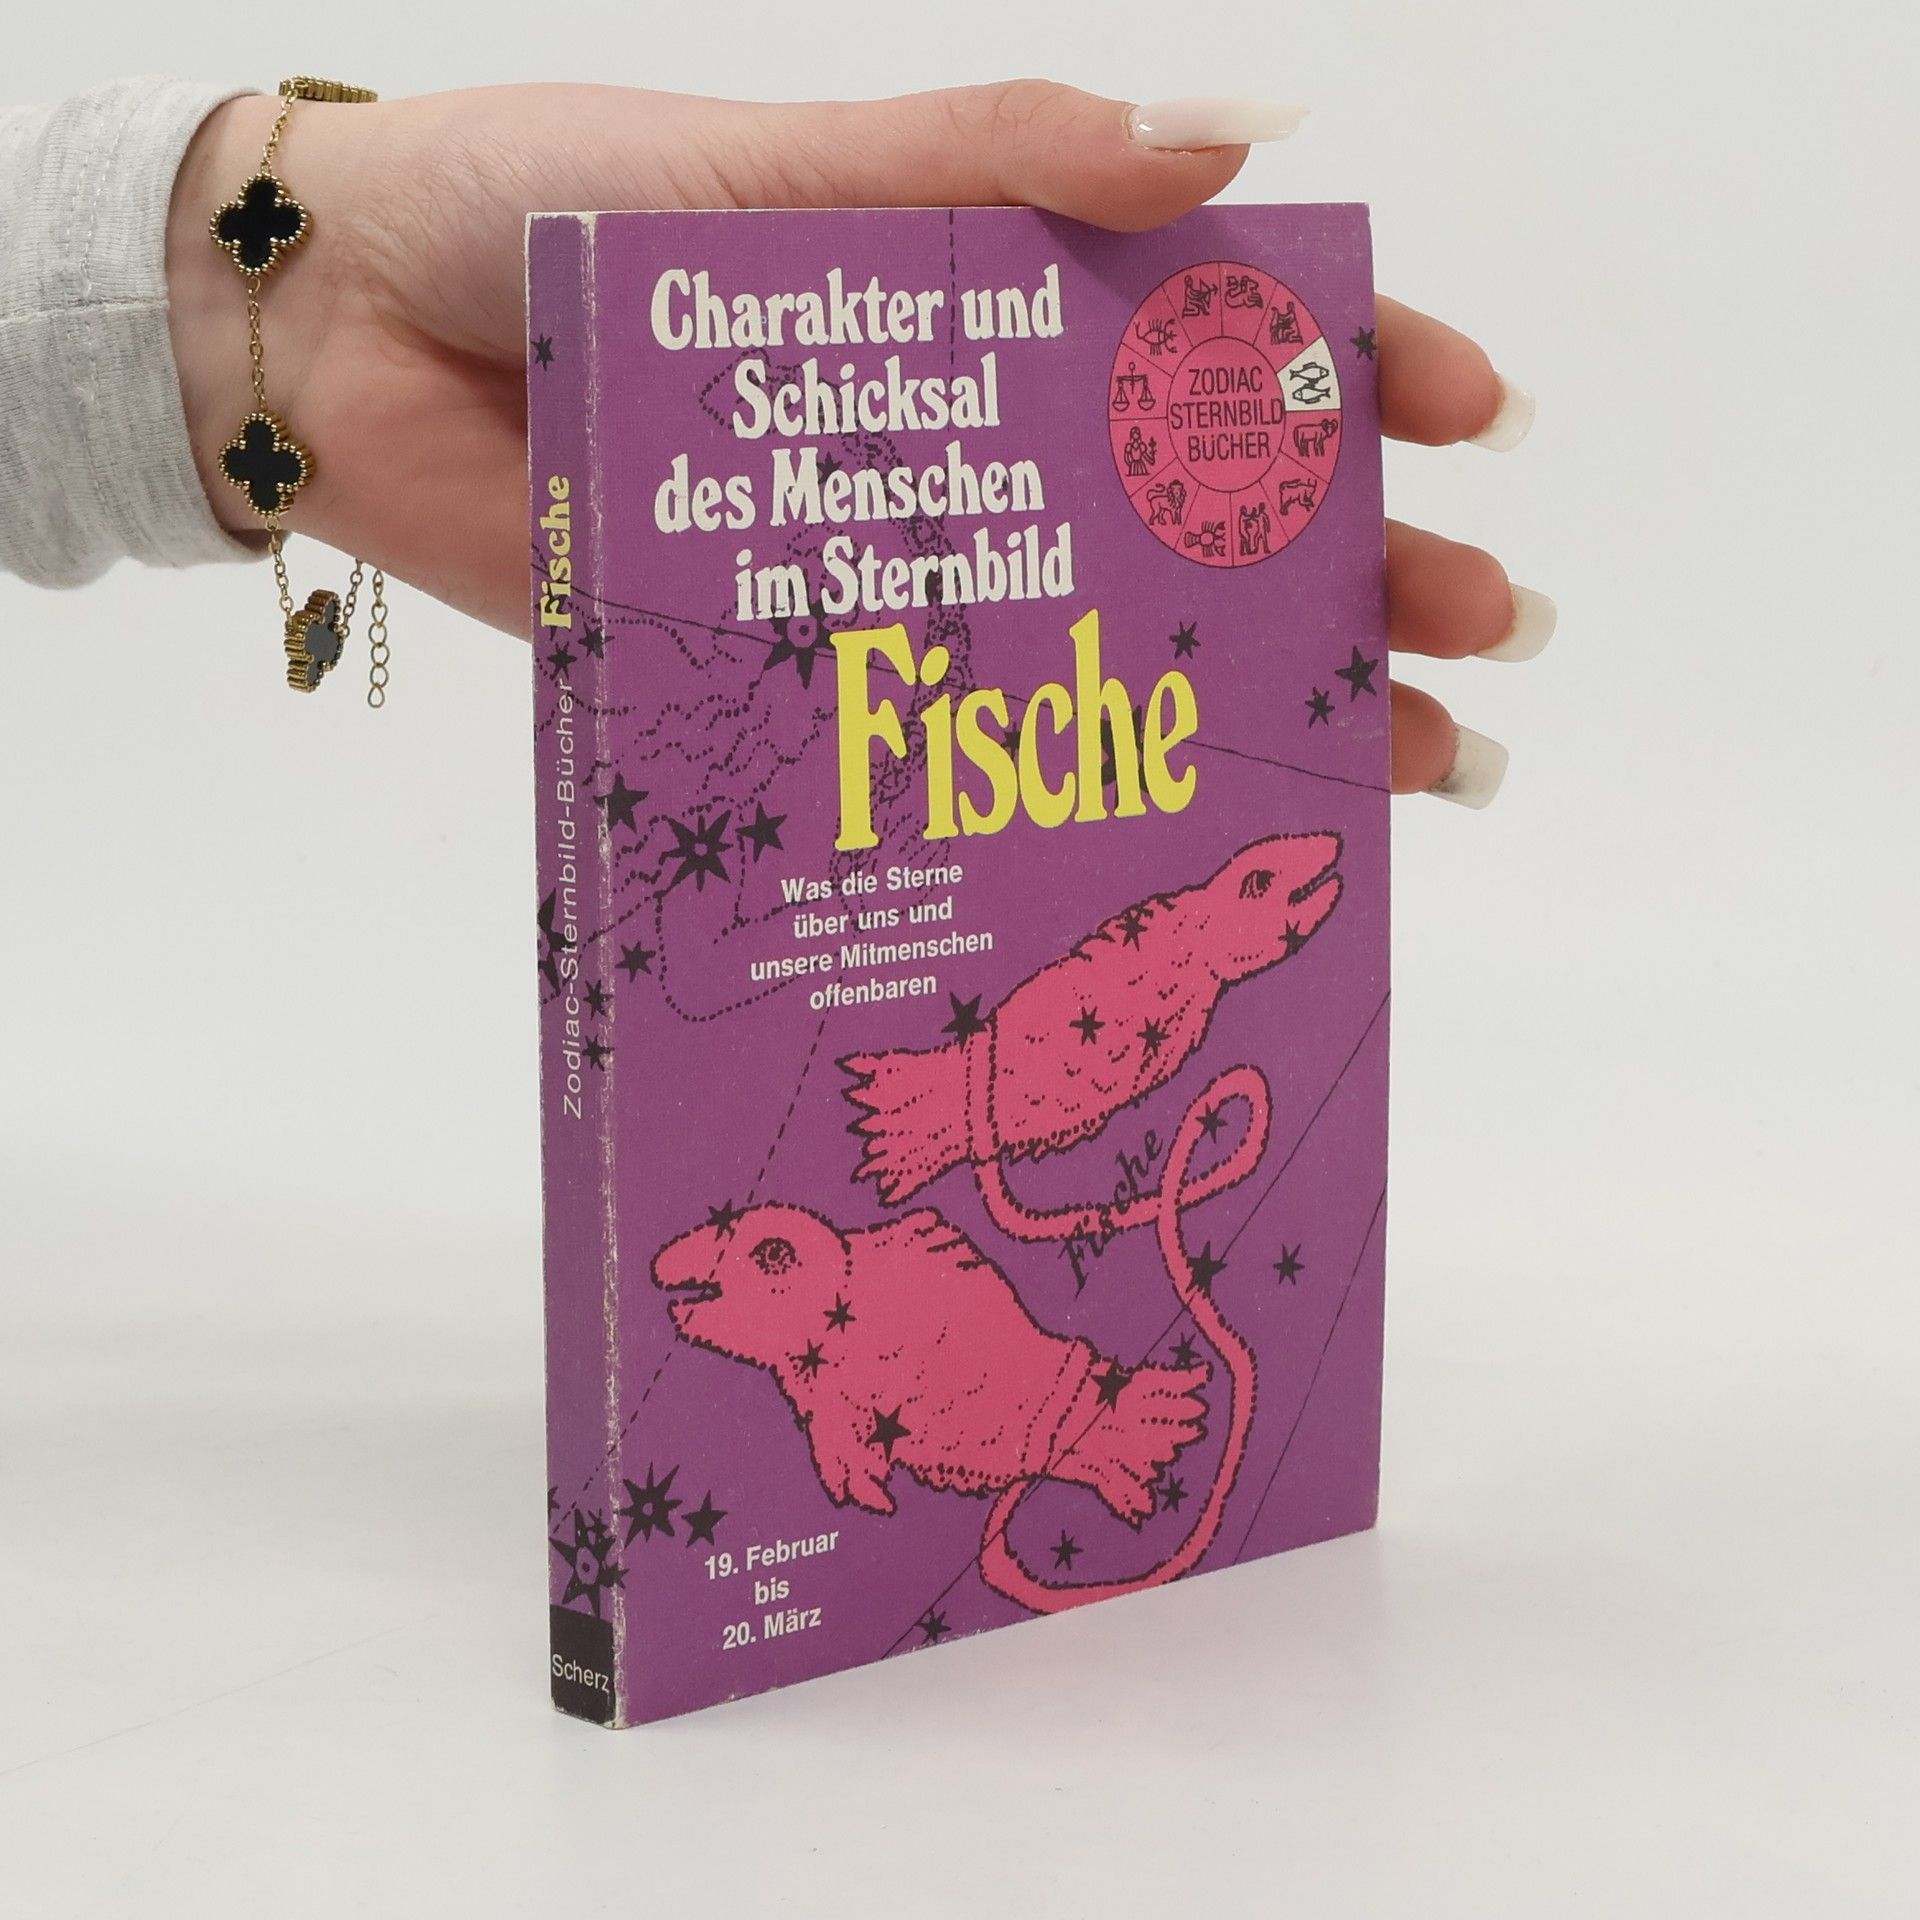 Charakter und
Schicksal
des Menschen
im Sternbild
Fische
ZODIAC
STERNBILD
BÜCHER
Was die Sterne
über uns und
unsere Mitmenschen
offenbaren
Fische
19. Februar
bis
20. März
Zodiac-Sternbild-Bücher Fische
Scherz